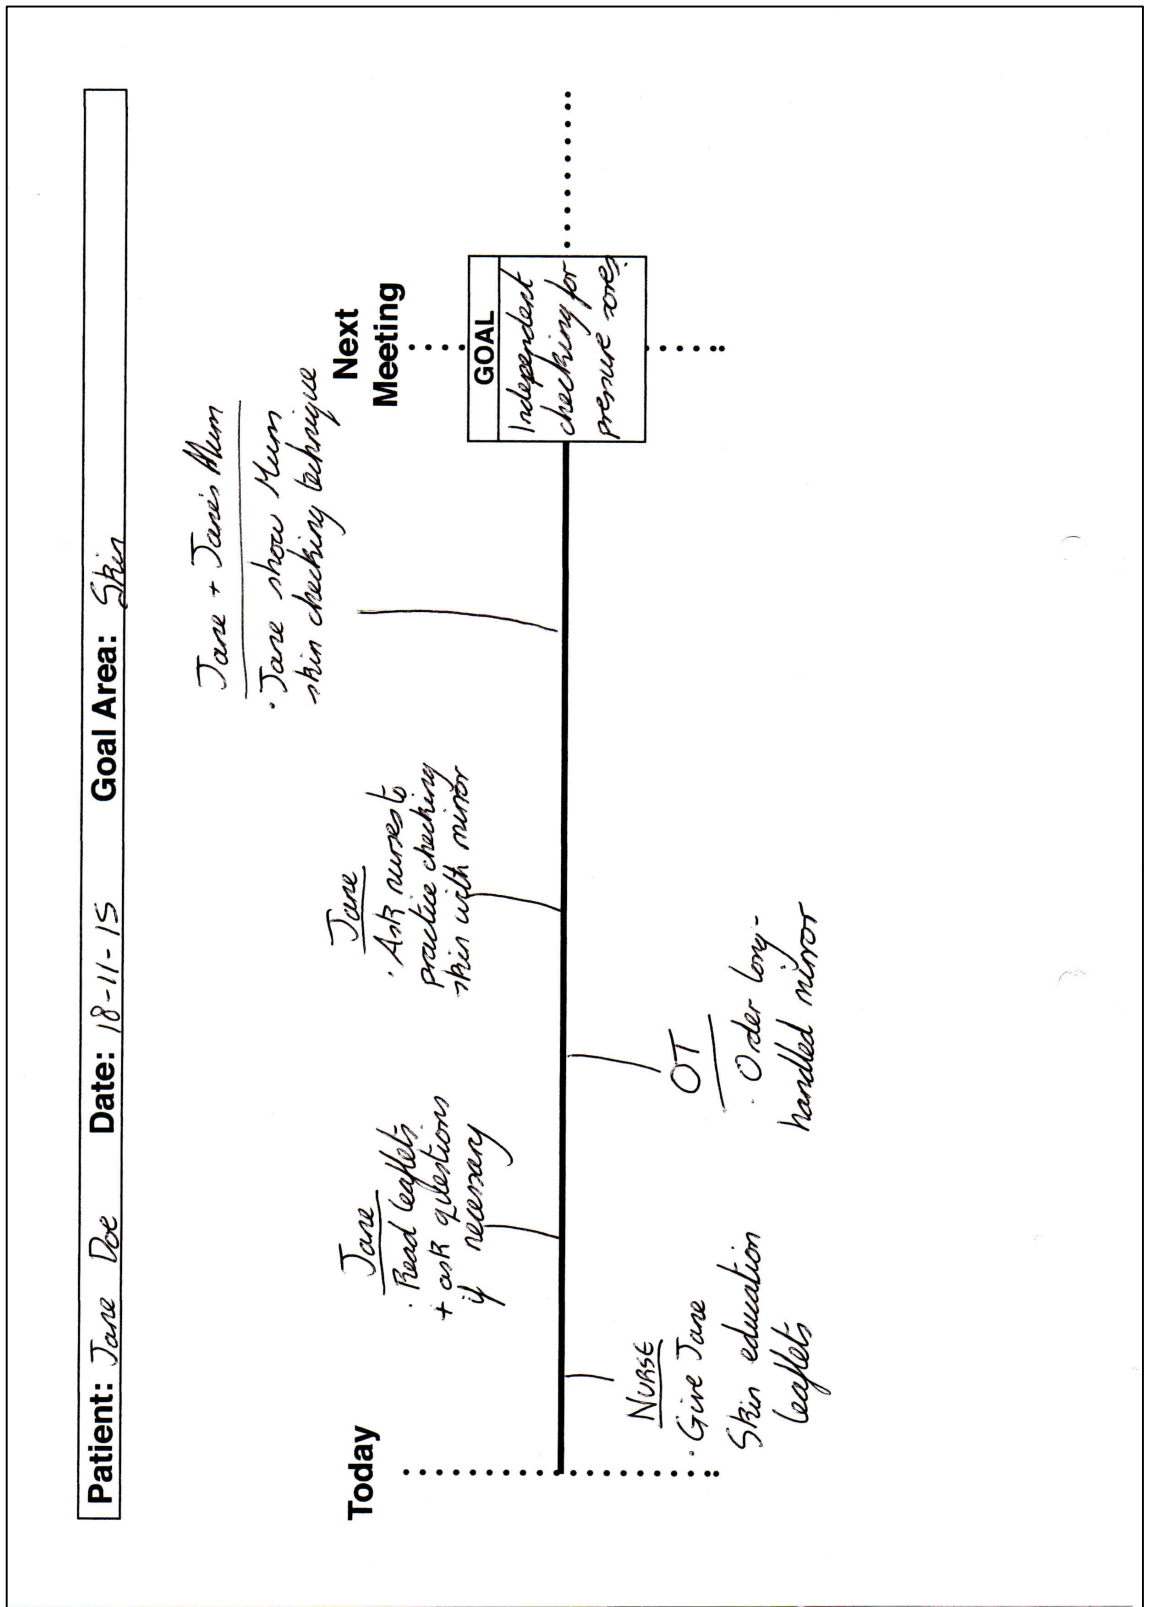 Patient: Jane Doe Date: 18-11-15 Goal Area: Skin
Jane + Jane's Mum
· Jane show Mum
skin checking technique
Today
Jane
· Read leaflets
+ ask questions
if necessary
Jane
· Ask nurses to
practice checking
skin with mirror
Next
Meeting
GOAL
Independent
checking for
pressure sores.
NURSE
· Give Jane
Skin education
leaflets
OT
· Order long-
handled mirror